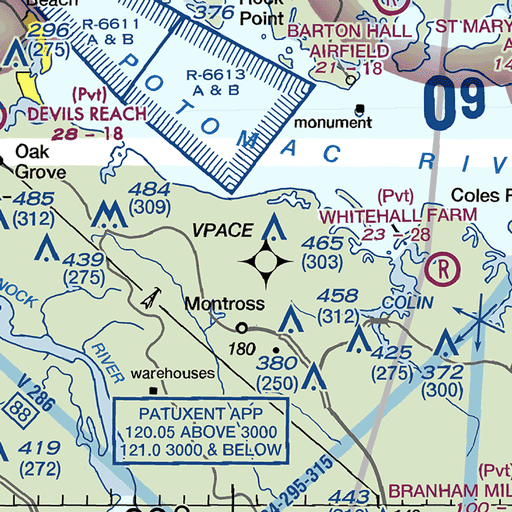 Beach
R-6611
A & B
376
Rock
Point
BARTON HALL
AIRFIELD
21 - 18
ST MARY
296
(275)
R-6613
A & B
(Pvt)
DEVILS REACH
28 - 18
monument
09
POTOMAC RIV
Oak
Grove
485
(312)
484
(309)
VPACE
(Pvt)
WHITEHALL FARM
23 - 28
Coles P
R
439
(275)
465
(303)
NOCK
RIVER
Montross
180
458
(312)
COLIN
380
(250)
425
(275)
372
(300)
warehouses
V 286
88
PATUXENT APP
120.05 ABOVE 3000
121.0 3000 & BELOW
419
(272)
4-295-315
443
(Pvt)
BRANHAM MIL